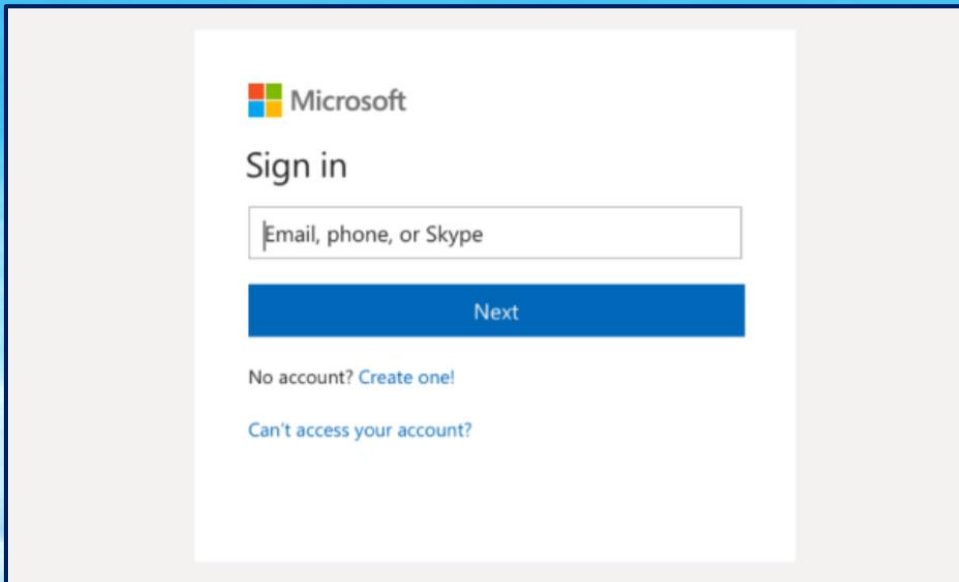 Microsoft
Sign in
Email, phone, or Skype
Next
No account? Create one!
Can't access your account?